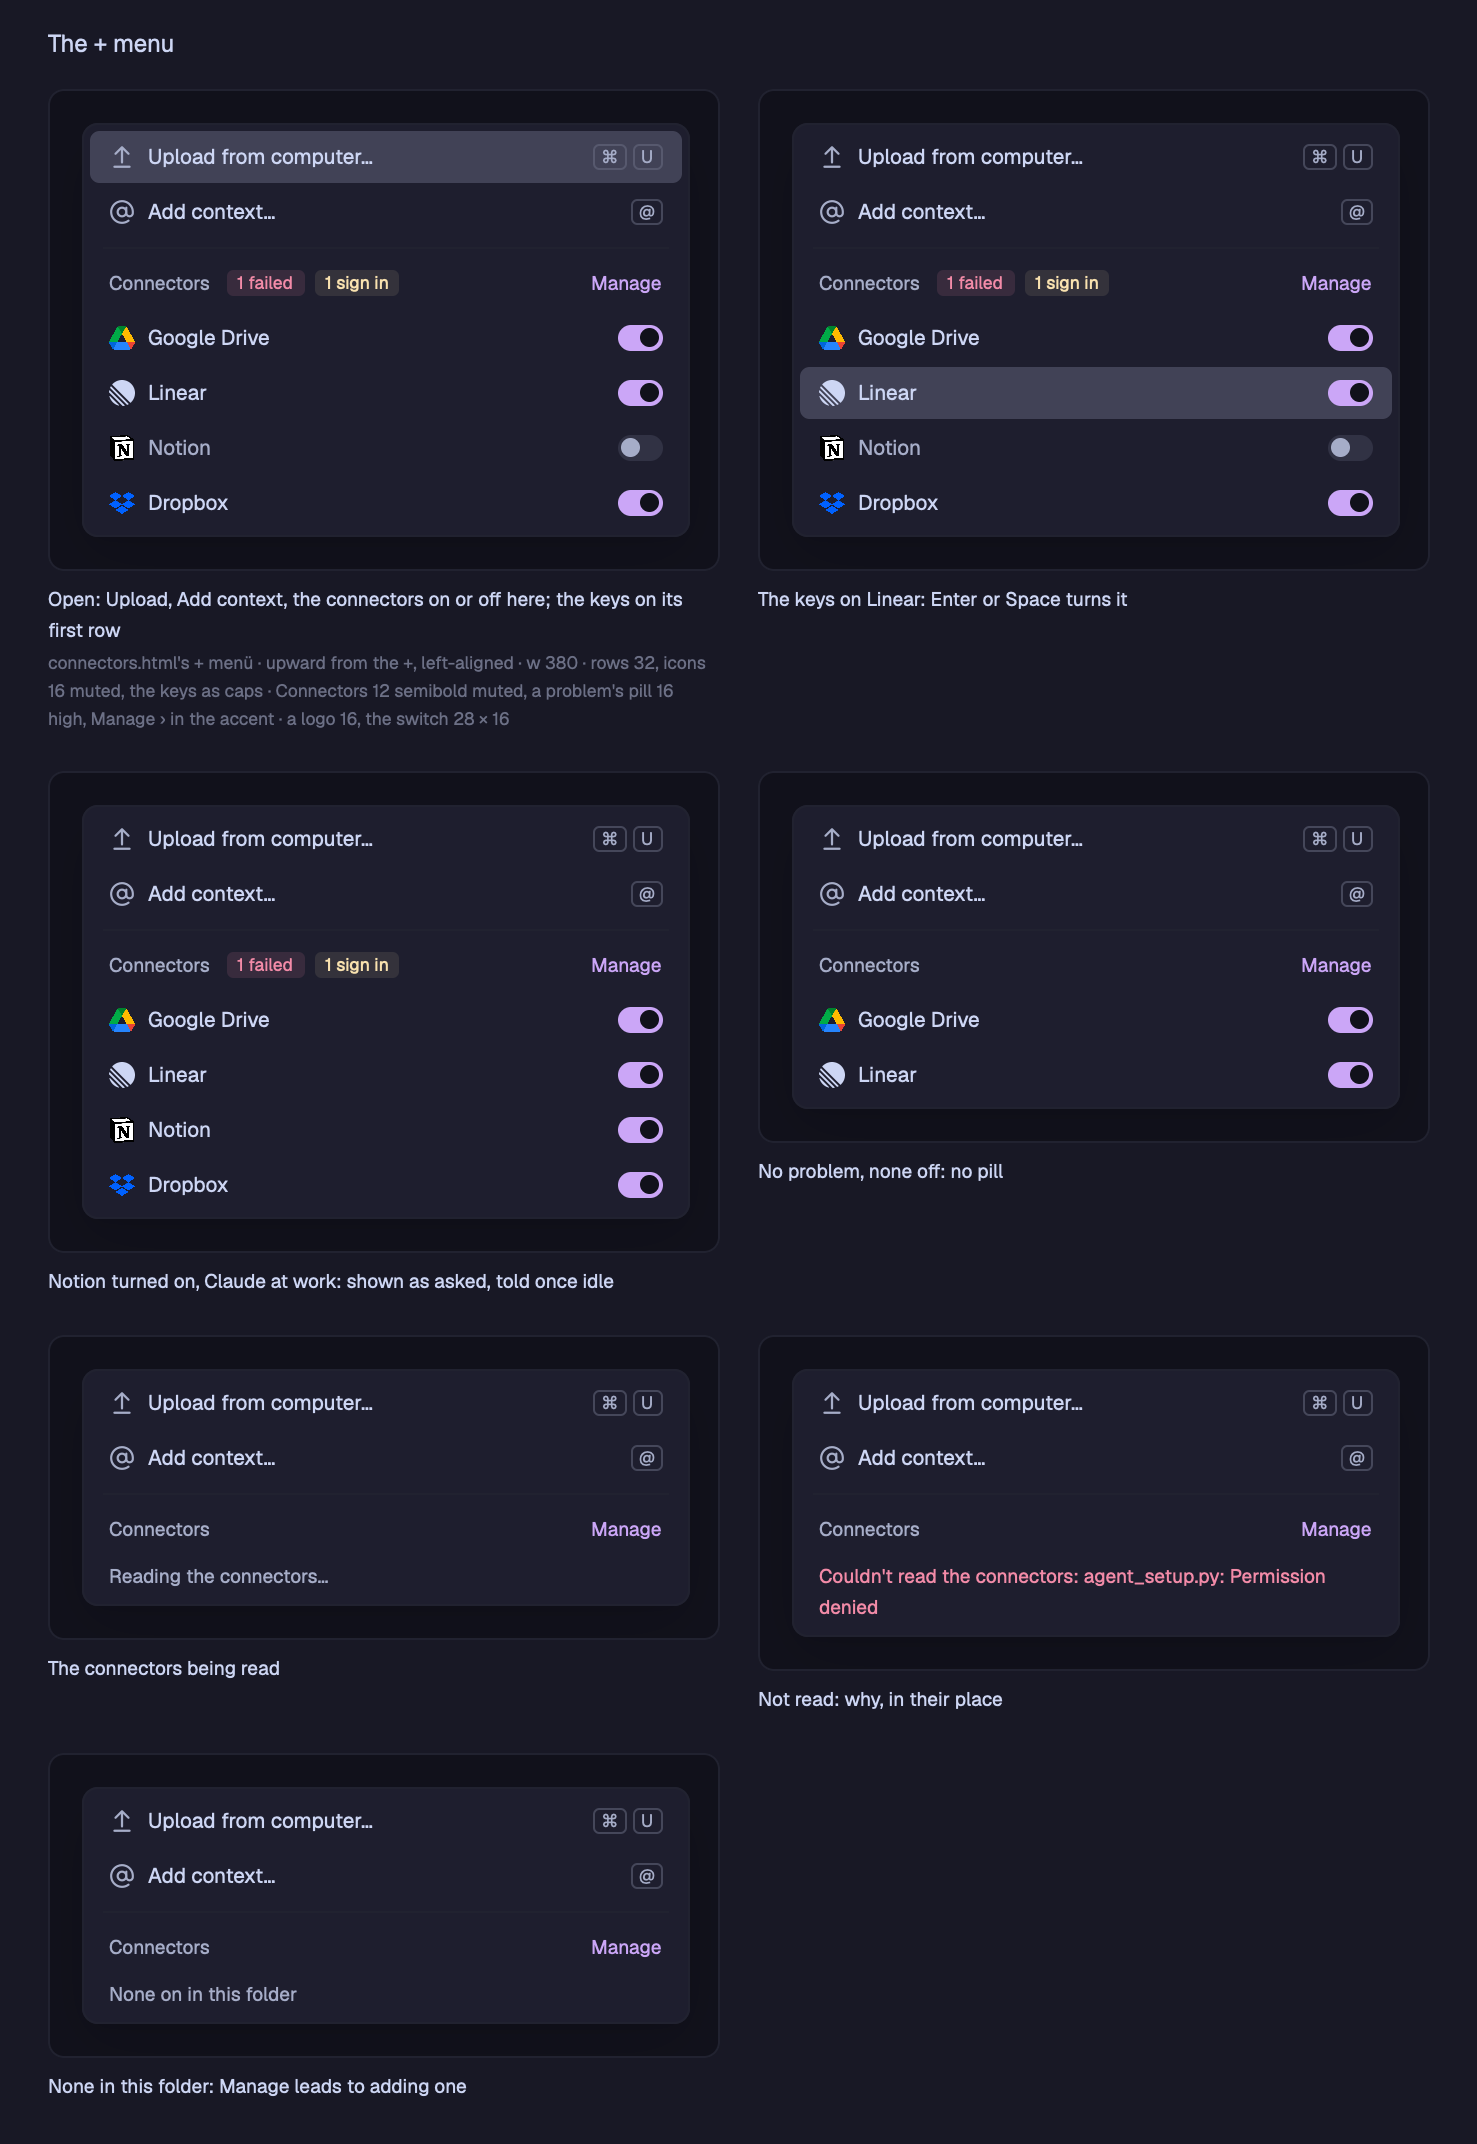 The + menu
Upload from computer...
⌘ U
Add context...
@
Connectors 1 failed 1 sign in Manage
Google Drive
Linear
Notion
Dropbox
Open: Upload, Add context, the connectors on or off here; the keys on its
first row
connectors.html's + menü · upward from the +, left-aligned · w 380 · rows 32, icons
16 muted, the keys as caps · Connectors 12 semibold muted, a problem's pill 16
high, Manage › in the accent · a logo 16, the switch 28 × 16
Upload from computer...
⌘ U
Add context...
@
Connectors 1 failed 1 sign in Manage
Google Drive
Linear
Notion
Dropbox
The keys on Linear: Enter or Space turns it
Upload from computer...
⌘ U
Add context...
@
Connectors 1 failed 1 sign in Manage
Google Drive
Linear
Notion
Dropbox
Notion turned on, Claude at work: shown as asked, told once idle
Upload from computer...
⌘ U
Add context...
@
Connectors Manage
Google Drive
Linear
No problem, none off: no pill
Upload from computer...
⌘ U
Add context...
@
Connectors Manage
Reading the connectors...
The connectors being read
Upload from computer...
⌘ U
Add context...
@
Connectors Manage
Couldn't read the connectors: agent_setup.py: Permission
denied
Not read: why, in their place
Upload from computer...
⌘ U
Add context...
@
Connectors Manage
None on in this folder
None in this folder: Manage leads to adding one